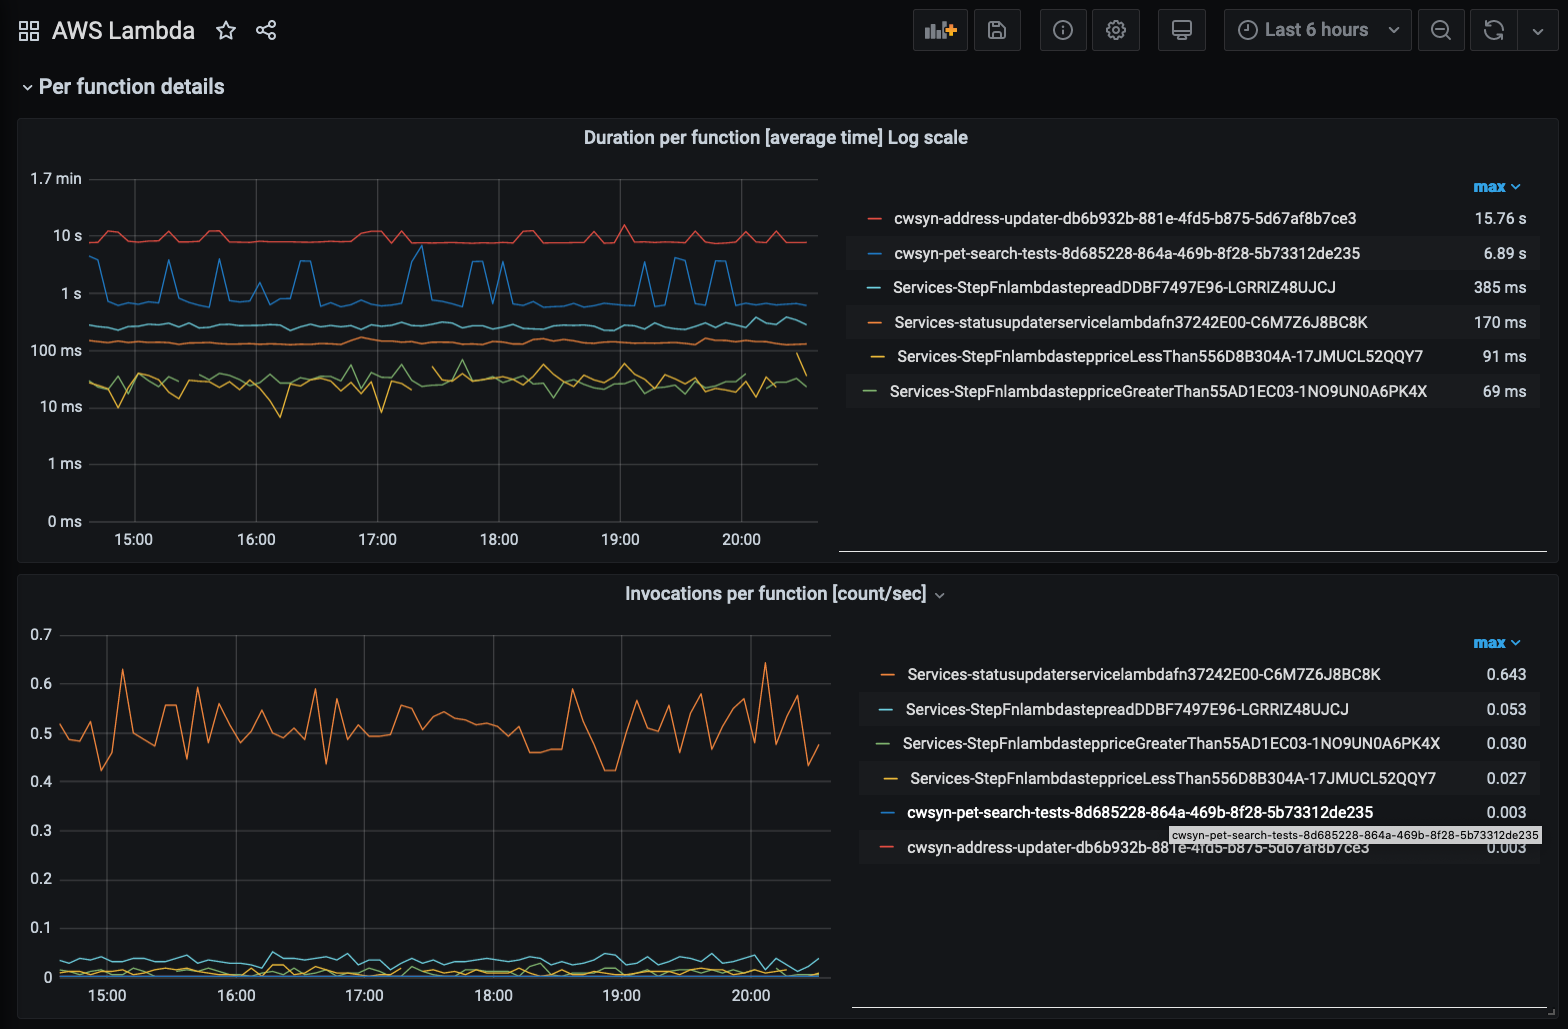 AWS Lambda
Last 6 hours
Per function details
Duration per function [average time] Log scale
1.7 min
10 s
1 s
100 ms
10 ms
1 ms
0 ms
15:00 16:00 17:00 18:00 19:00 20:00
max
cwsyn-address-updater-db6b932b-881e-4fd5-b875-5d67af8b7ce3 15.76 s
cwsyn-pet-search-tests-8d685228-864a-469b-8f28-5b73312de235 6.89 s
Services-StepFnlambdastepreadDDBF7497E96-LGRRIZ48UJCJ 385 ms
Services-statusupdaterservicelambdafn37242E00-C6M7Z6J8BC8K 170 ms
Services-StepFnlambdasteppriceLessThan556D8B304A-17JMUCL52QQY7 91 ms
Services-StepFnlambdasteppriceGreaterThan55AD1EC03-1NO9UN0A6PK4X 69 ms
Invocations per function [count/sec]
0.7
0.6
0.5
0.4
0.3
0.2
0.1
0
15:00 16:00 17:00 18:00 19:00 20:00
max
Services-statusupdaterservicelambdafn37242E00-C6M7Z6J8BC8K 0.643
Services-StepFnlambdastepreadDDBF7497E96-LGRRIZ48UJCJ 0.053
Services-StepFnlambdasteppriceGreaterThan55AD1EC03-1NO9UN0A6PK4X 0.030
Services-StepFnlambdasteppriceLessThan556D8B304A-17JMUCL52QQY7 0.027
cwsyn-pet-search-tests-8d685228-864a-469b-8f28-5b73312de235 0.003
cwsyn-pet-search-tests-8d685228-864a-469b-8f28-5b73312de235
cwsyn-address-updater-db6b932b-881e-4fd5-b875-5d67af8b7ce3 0.003